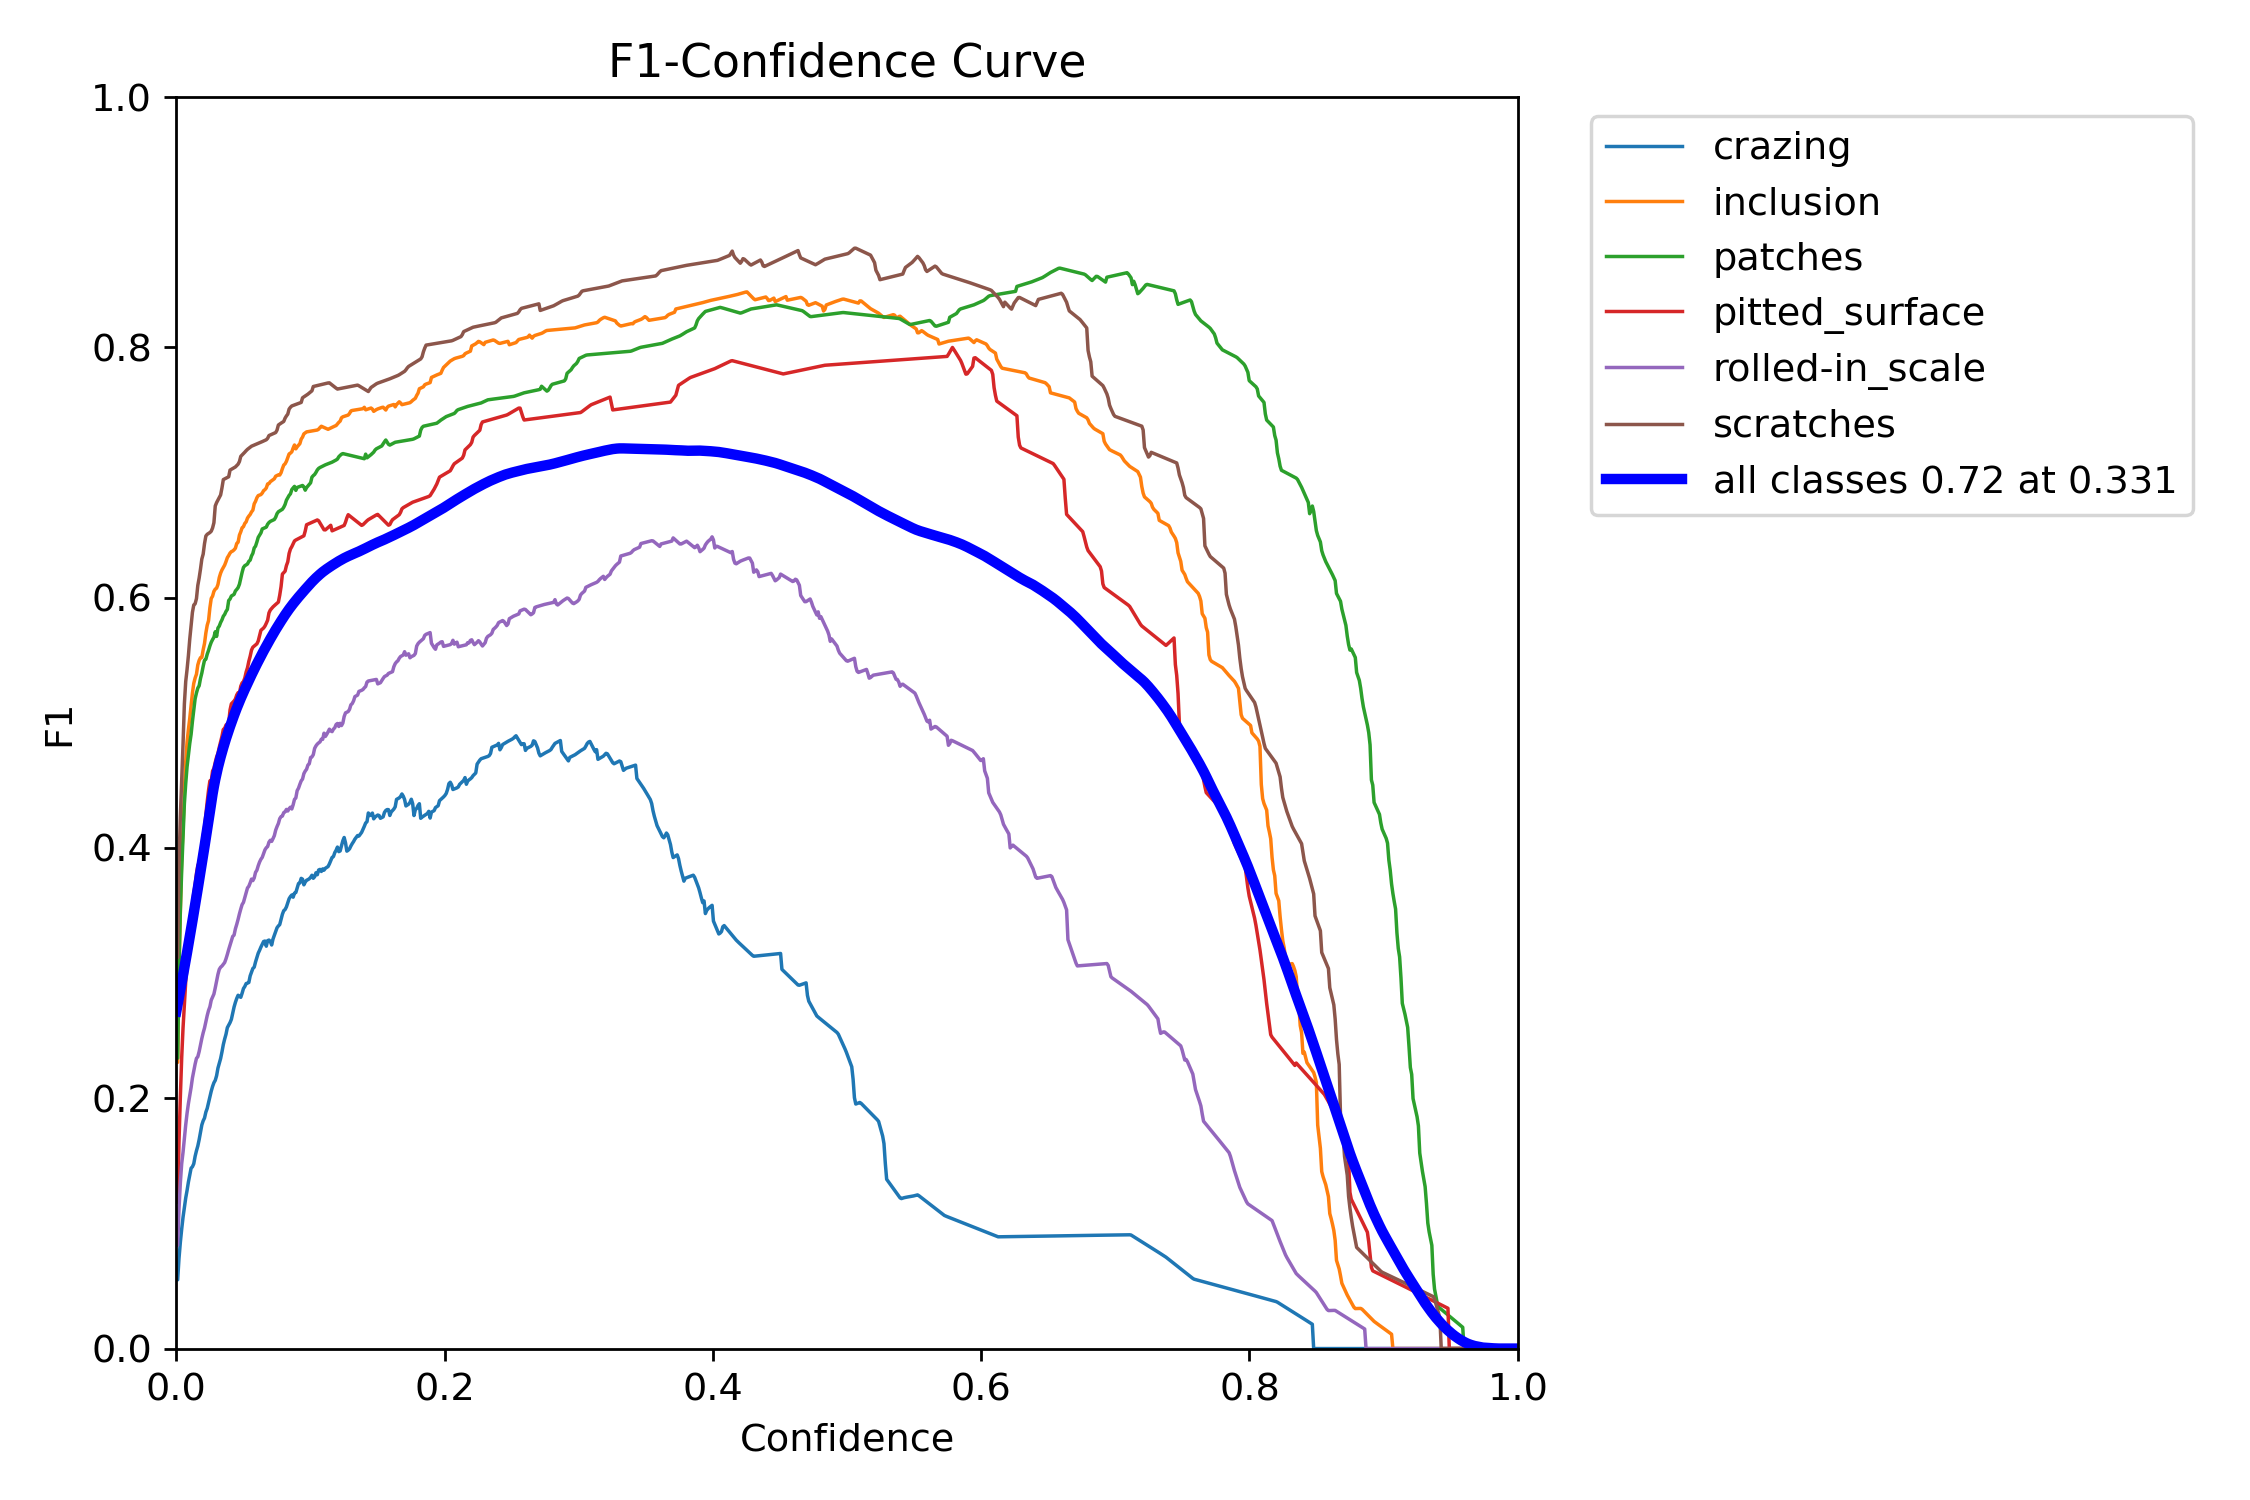 F1-Confidence Curve
1.0
0.8
0.6
0.4
0.2
0.0
F1
0.0 0.2 0.4 0.6 0.8 1.0
Confidence
crazing
inclusion
patches
pitted_surface
rolled-in_scale
scratches
all classes 0.72 at 0.331